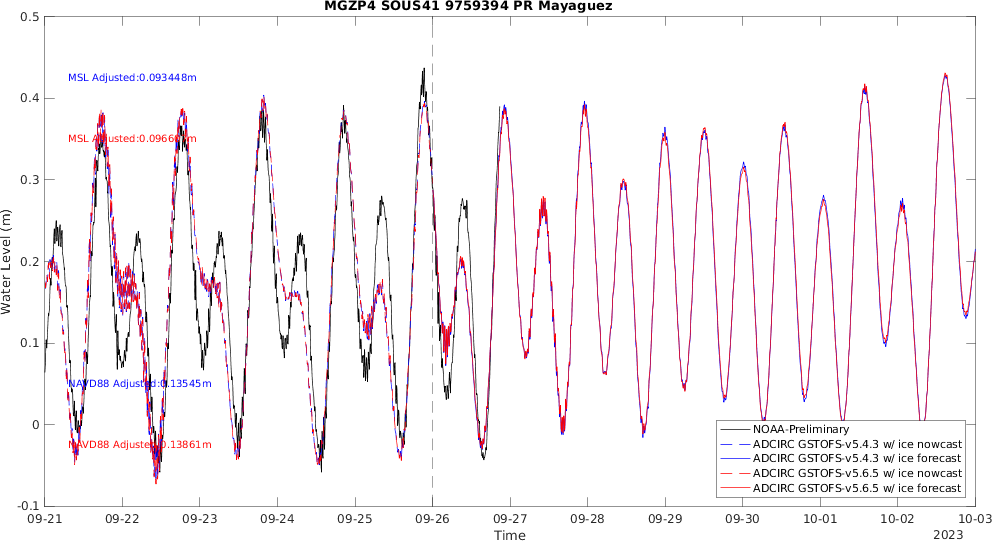 MGZP4 SOUS41 9759394 PR Mayaguez
0.5
0.4
0.3
0.2
0.1
0
-0.1
Water Level (m)
MSL Adjusted:0.093448m
MSL Adjusted:0.0966
NAVD88 Adjusted:0.13545m
NAVD88 Adjusted:0.13861m
NOAA-Preliminary
ADCIRC GSTOFS-v5.4.3 w/ ice nowcast
ADCIRC GSTOFS-v5.4.3 w/ ice forecast
ADCIRC GSTOFS-v5.6.5 w/ ice nowcast
ADCIRC GSTOFS-v5.6.5 w/ ice forecast
09-21 09-22 09-23 09-24 09-25 09-26 09-27 09-28 09-29 09-30 10-01 10-02 10-03
Time
2023